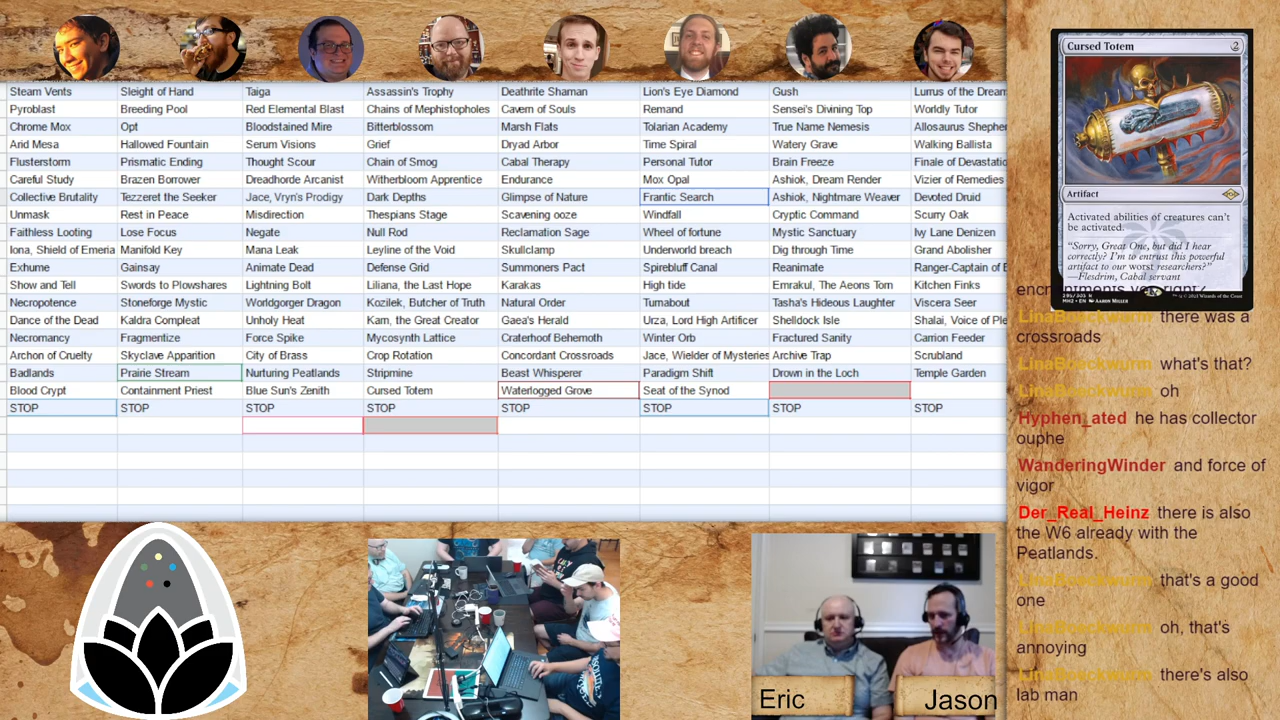 Steam Vents Sleight of Hand Taiga Assassin's Trophy Deathrite Shaman Lion's Eye Diamond Gush Lurrus of the Dream
Pyroblast Breeding Pool Red Elemental Blast Chains of Mephistopholes Cavern of Souls Remand Sensei's Divining Top Worldly Tutor
Chrome Mox Opt Bloodstained Mire Bitterblossom Marsh Flats Tolarian Academy True Name Nemesis Allosaurus Shepher
Arid Mesa Hallowed Fountain Serum Visions Grief Dryad Arbor Time Spiral Watery Grave Walking Ballista
Flusterstorm Prismatic Ending Thought Scour Chain of Smog Cabal Therapy Personal Tutor Brain Freeze Finale of Devastatio
Careful Study Brazen Borrower Dreadhorde Arcanist Witherbloom Apprentice Endurance Mox Opal Ashiok, Dream Render Vizier of Remedies
Collective Brutality Tezzeret the Seeker Jace, Vryn's Prodigy Dark Depths Glimpse of Nature Frantic Search Ashiok, Nightmare Weaver Devoted Druid
Unmask Rest in Peace Misdirection Thespians Stage Scavening ooze Windfall Cryptic Command Scurry Oak
Faithless Looting Lose Focus Negate Null Rod Reclamation Sage Wheel of fortune Mystic Sanctuary Ivy Lane Denizen
Iona, Shield of Emeria Manifold Key Mana Leak Leyline of the Void Skullclamp Underworld breach Dig through Time Grand Abolisher
Exhume Gainsay Animate Dead Defense Grid Summoners Pact Spirebluff Canal Reanimate Ranger-Captain of E
Show and Tell Swords to Plowshares Lightning Bolt Liliana, the Last Hope Karakas High tide Emrakul, The Aeons Torn Kitchen Finks
Necropotence Stoneforge Mystic Worldgorger Dragon Kozilek, Butcher of Truth Natural Order Turnabout Tasha's Hideous Laughter Viscera Seer
Dance of the Dead Kaldra Compleat Unholy Heat Karn, the Great Creator Gaea's Herald Urza, Lord High Artificer Shelldock Isle Shalai, Voice of Ple
Necromancy Fragmentize Force Spike Mycosynth Lattice Craterhoof Behemoth Winter Orb Fractured Sanity Carrion Feeder
Archon of Cruelty Skyclave Apparition City of Brass Crop Rotation Concordant Crossroads Jace, Wielder of Mysteries Archive Trap Scrubland
Badlands Prairie Stream Nurturing Peatlands Stripmine Beast Whisperer Paradigm Shift Drown in the Loch Temple Garden
Blood Crypt Containment Priest Blue Sun's Zenith Cursed Totem Waterlogged Grove Seat of the Synod
STOP STOP STOP STOP STOP STOP STOP STOP
Eric Jason
Cursed Totem 2
Artifact
Activated abilities of creatures can't
be activated.
"Sorry, Great One, but did I hear
correctly? I'm to entrust this powerful
artifact to our worst researchers?"
—Flesdrim, Cabal servant
LinaBoeckwurm there was a
crossroads
LinaBoeckwurm what's that?
LinaBoeckwurm oh
Hyphen_ated he has collector
ouphe
WanderingWinder and force of
vigor
Der_Real_Heinz there is also
the W6 already with the
Peatlands.
LinaBoeckwurm that's a good
one
LinaBoeckwurm oh, that's
annoying
LinaBoeckwurm there's also
lab man